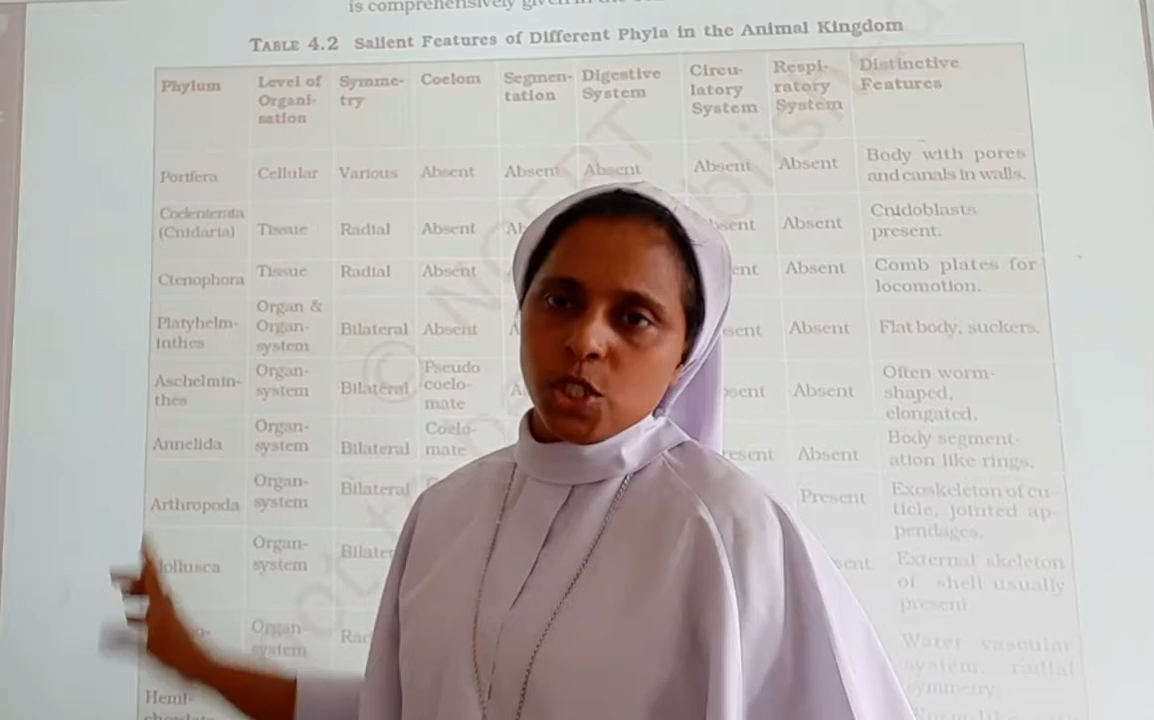 is comprehensively given in the
TABLE 4.2 Salient Features of Different Phyla in the Animal Kingdom
Phylum
Level of
Organi-
sation
Symme-
try
Coelom
Segmen-
tation
Digestive
System
Circu-
latory
System
Respi-
ratory
System
Distinctive
Features
Porifera
Cellular
Various
Absent
Absent
Absent
Absent
Absent
Body with pores
and canals in walls.
Coelenterata
(Cnidaria)
Tissue
Radial
Absent
Absent
Cnidoblasts
present.
Ctenophora
Tissue
Radial
Absent
Absent
Comb plates for
locomotion.
Platyhelm-
inthes
Organ &
Organ-
system
Bilateral
Absent
Absent
Flat body, suckers.
Aschelmin-
thes
Organ-
system
Bilateral
Pseudo
coelo-
mate
Absent
Often worm-
shaped,
elongated.
Annelida
Organ-
system
Bilateral
Coelo-
mate
Absent
Body segment-
ation like rings.
Arthropoda
Organ-
system
Bilateral
Present
Exoskeleton of cu-
ticle, jointed ap-
pendages.
Organ-
system
External skeleton
of shell usually
present
Organ-
system
Water vascular
system, radial
symmetry.
Hemi-
© NCERT